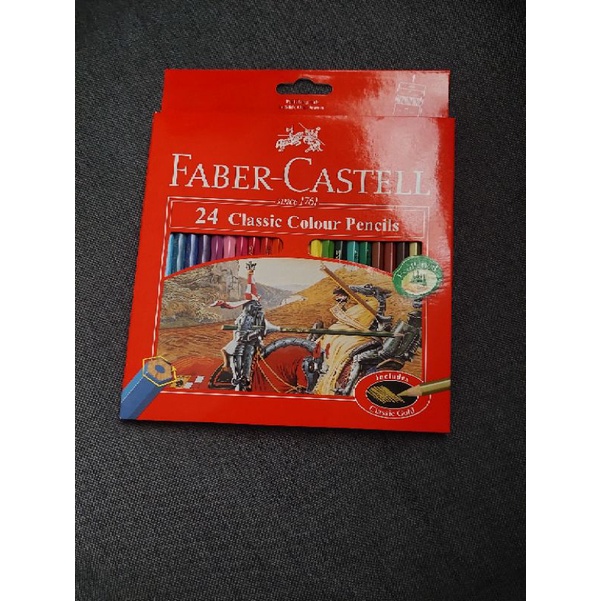 FABER-CASTELL
since 1761
24 Classic Colour Pencils
includes
Classic Gold